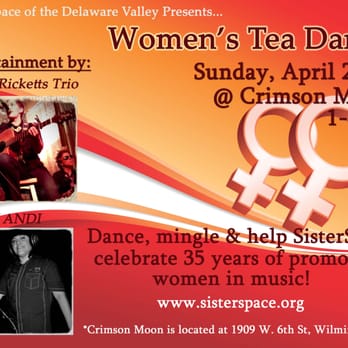 pace of the Delaware Valley Presents...
Women's Tea Dan
tainment by:
Ricketts Trio
Sunday, April 2
@ Crimson M
1-
ANDI
Dance, mingle & help SisterS
celebrate 35 years of promo
women in music!
www.sisterspace.org
*Crimson Moon is located at 1909 W. 6th St, Wilmi